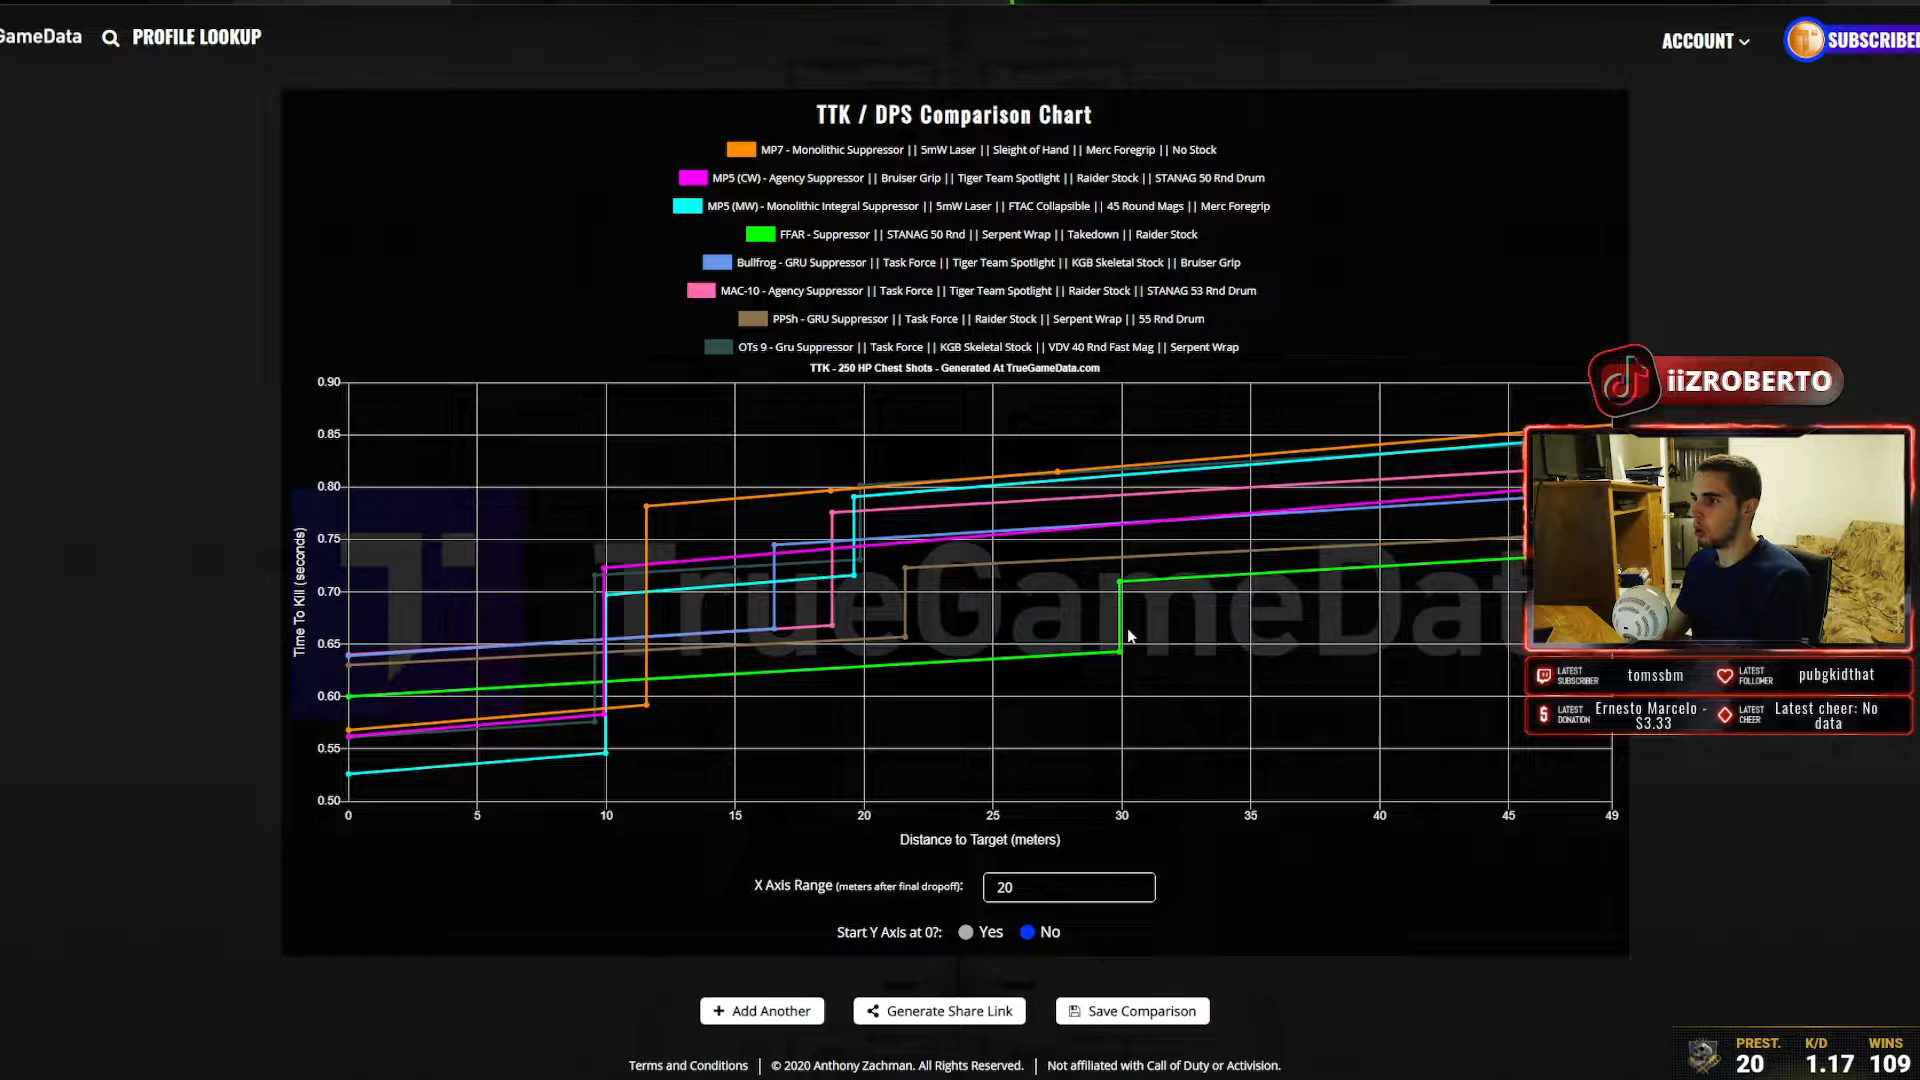 GameData
PROFILE LOOKUP
ACCOUNT
SUBSCRIBED
TTK / DPS Comparison Chart
MP7 - Monolithic Suppressor || 5mW Laser || Sleight of Hand || Merc Foregrip || No Stock
MP5 (CW) - Agency Suppressor || Bruiser Grip || Tiger Team Spotlight || Raider Stock || STANAG 50 Rnd Drum
MP5 (MW) - Monolithic Integral Suppressor || 5mW Laser || FTAC Collapsible || 45 Round Mags || Merc Foregrip
FFAR - Suppressor || STANAG 50 Rnd || Serpent Wrap || Takedown || Raider Stock
Bullfrog - GRU Suppressor || Task Force || Tiger Team Spotlight || KGB Skeletal Stock || Bruiser Grip
MAC-10 - Agency Suppressor || Task Force || Tiger Team Spotlight || Raider Stock || STANAG 53 Rnd Drum
PPSh - GRU Suppressor || Task Force || Raider Stock || Serpent Wrap || 55 Rnd Drum
OTs 9 - Gru Suppressor || Task Force || KGB Skeletal Stock || VDV 40 Rnd Fast Mag || Serpent Wrap
TTK - 250 HP Chest Shots - Generated At TrueGameData.com
0.90
0.85
0.80
0.75
0.70
0.65
0.60
0.55
0.50
Time To Kill (seconds)
TrueGameDat
0 5 10 15 20 25 30 35 40 45 49
Distance to Target (meters)
iiZROBERTO
LATEST SUBSCRIBER tomssbm
LATEST FOLLOWER pubgkidthat
LATEST DONATION Ernesto Marcelo - $3.33
LATEST CHEER Latest cheer: No data
X Axis Range (meters after final dropoff): 20
Start Y Axis at 0?: Yes No
Add Another
Generate Share Link
Save Comparison
Terms and Conditions | © 2020 Anthony Zachman. All Rights Reserved. | Not affiliated with Call of Duty or Activision.
PREST. K/D WINS
20 1.17 109